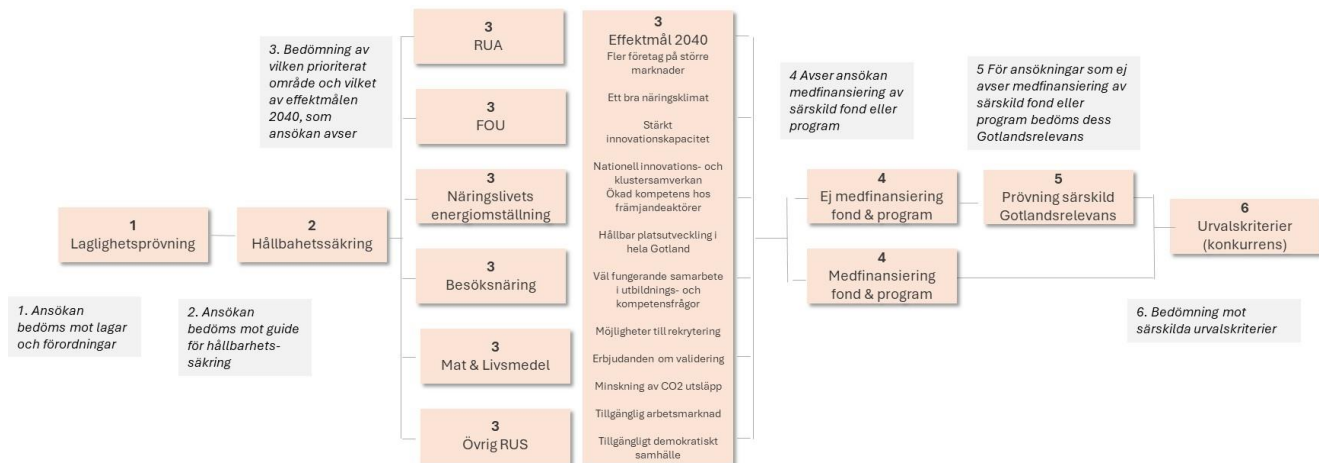 1
Laglighetsprövning
1. Ansökan
bedöms mot lagar
och förordningar
2
Hållbahetssäkring
2. Ansökan
bedöms mot guide
för hållbarhets-
säkring
3. Bedömning av
vilken prioriterat
område och vilket
av effektmålen
2040, som
ansökan avser
3
RUA
3
FOU
3
Näringslivets
energiomställning
3
Besöksnäring
3
Mat & Livsmedel
3
Övrig RUS
3
Effektmål 2040
Fler företag på större
marknader
Ett bra näringsklimat
Stärkt
innovationskapacitet
Nationell innovations- och
klustersamverkan
Ökad kompetens hos
främjandeaktörer
Hållbar platsutveckling i
hela Gotland
Väl fungerande samarbete
i utbildnings- och
kompetensfrågor
Möjligheter till rekrytering
Erbjudanden om validering
Minskning av CO2 utsläpp
Tillgänglig arbetsmarknad
Tillgängligt demokratiskt
samhälle
4 Avser ansökan
medfinansiering av
särskild fond eller
program
4
Ej medfinansiering
fond & program
4
Medfinansiering
fond & program
5 För ansökningar som ej
avser medfinansiering av
särskild fond eller
program bedöms dess
Gotlandsrelevans
5
Prövning särskild
Gotlandsrelevans
6
Urvalskriterier
(konkurrens)
6. Bedömning mot
särskilda urvalskriterier